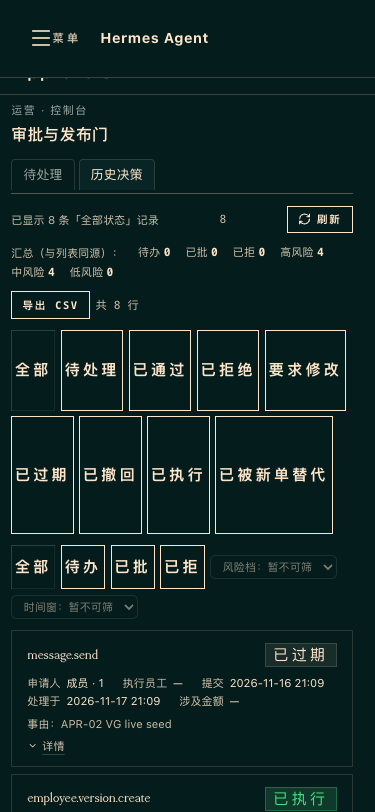 菜单 Hermes Agent
运营 · 控制台
审批与发布门
待处理 历史决策
已显示 8 条「全部状态」记录 8 刷新
汇总（与列表同源）： 待办 0 已批 0 已拒 0 高风险 4
中风险 4 低风险 0
导出 CSV 共 8 行
全部 待处理 已通过 已拒绝 要求修改
已过期 已撤回 已执行 已被新单替代
全部 待办 已批 已拒 风险档：暂不可筛
时间窗：暂不可筛
message.send 已过期
申请人 成员 · 1 执行员工 — 提交 2026-11-16 21:09
处理于 2026-11-17 21:09 涉及金额 —
事由：APR-02 VG live seed
详情
employee.version.create 已执行